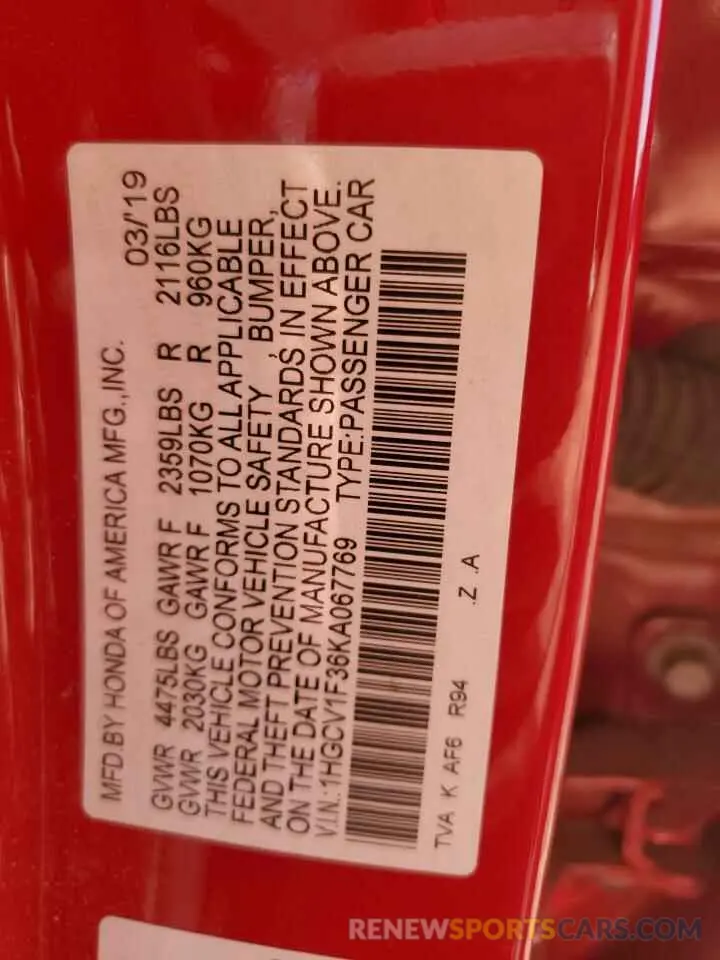 MFD.BY HONDA OF AMERICA MFG.,INC. 03/'19
GVWR 4475LBS GAWR F 2359LBS R 2116LBS
GVWR 2030KG GAWR F 1070KG R 960KG
THIS VEHICLE CONFORMS TO ALL APPLICABLE
FEDERAL MOTOR VEHICLE SAFETY , BUMPER,
AND THEFT PREVENTION STANDARDS, IN EFFECT
ON THE DATE OF MANUFACTURE SHOWN ABOVE.
V.I.N.:1HGCV1F36KA067769 TYPE:PASSENGER CAR
TVA K AF6 R94 .Z .A
RENEWSPORTSCARS.COM